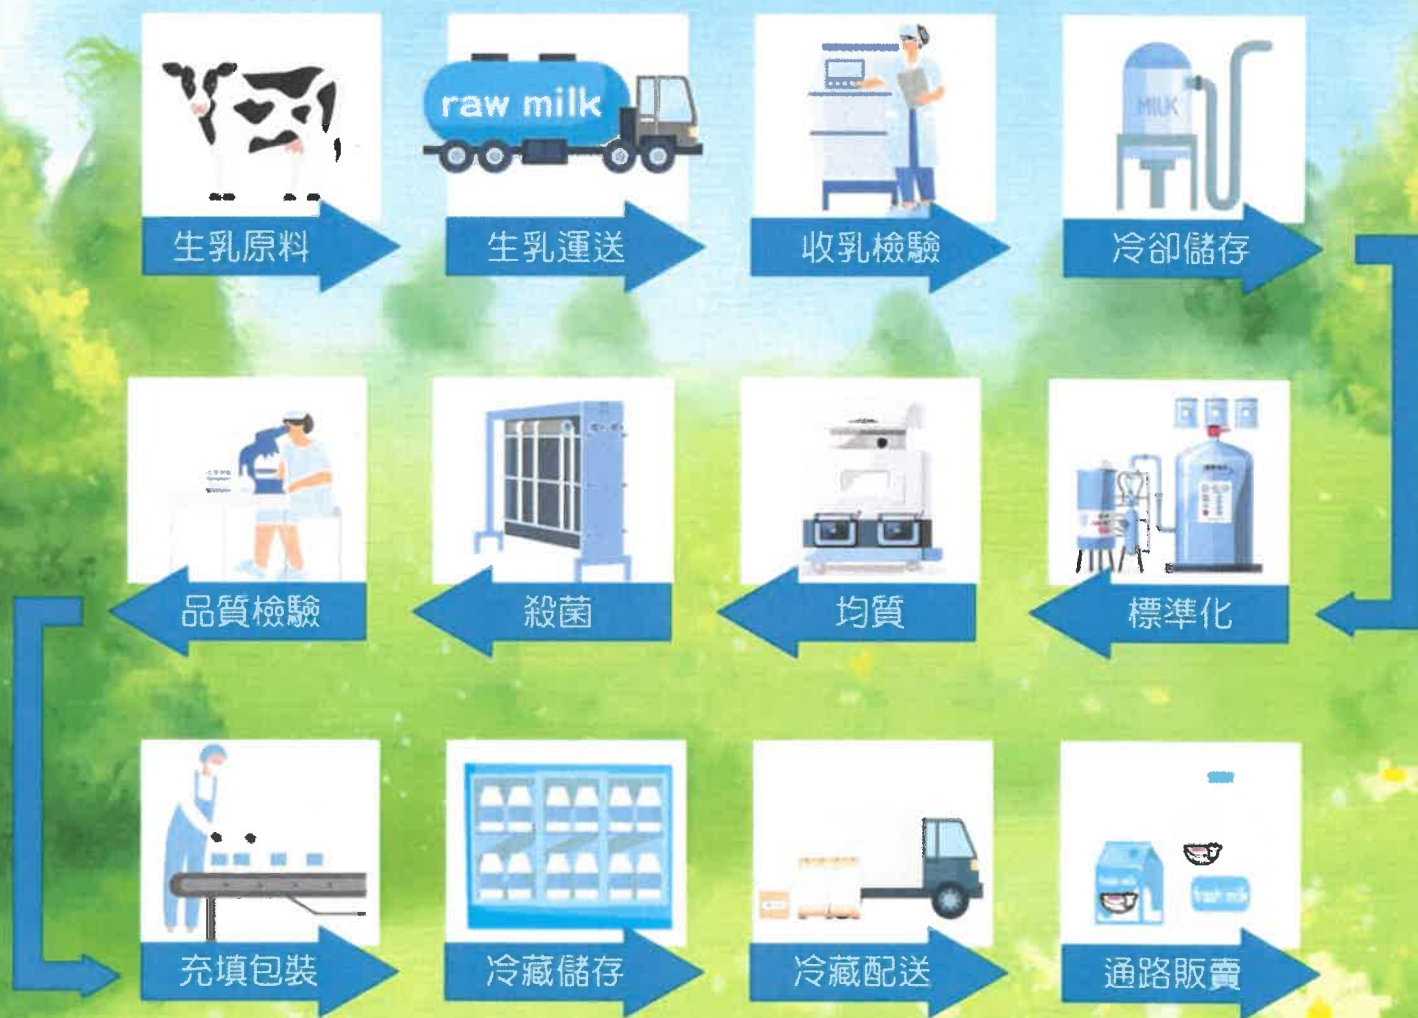 raw milk
MILK
生乳原料
生乳運送
收乳檢驗
冷卻儲存
標準化
均質
殺菌
品質檢驗
充填包裝
冷藏儲存
冷藏配送
fresh milk
通路販賣